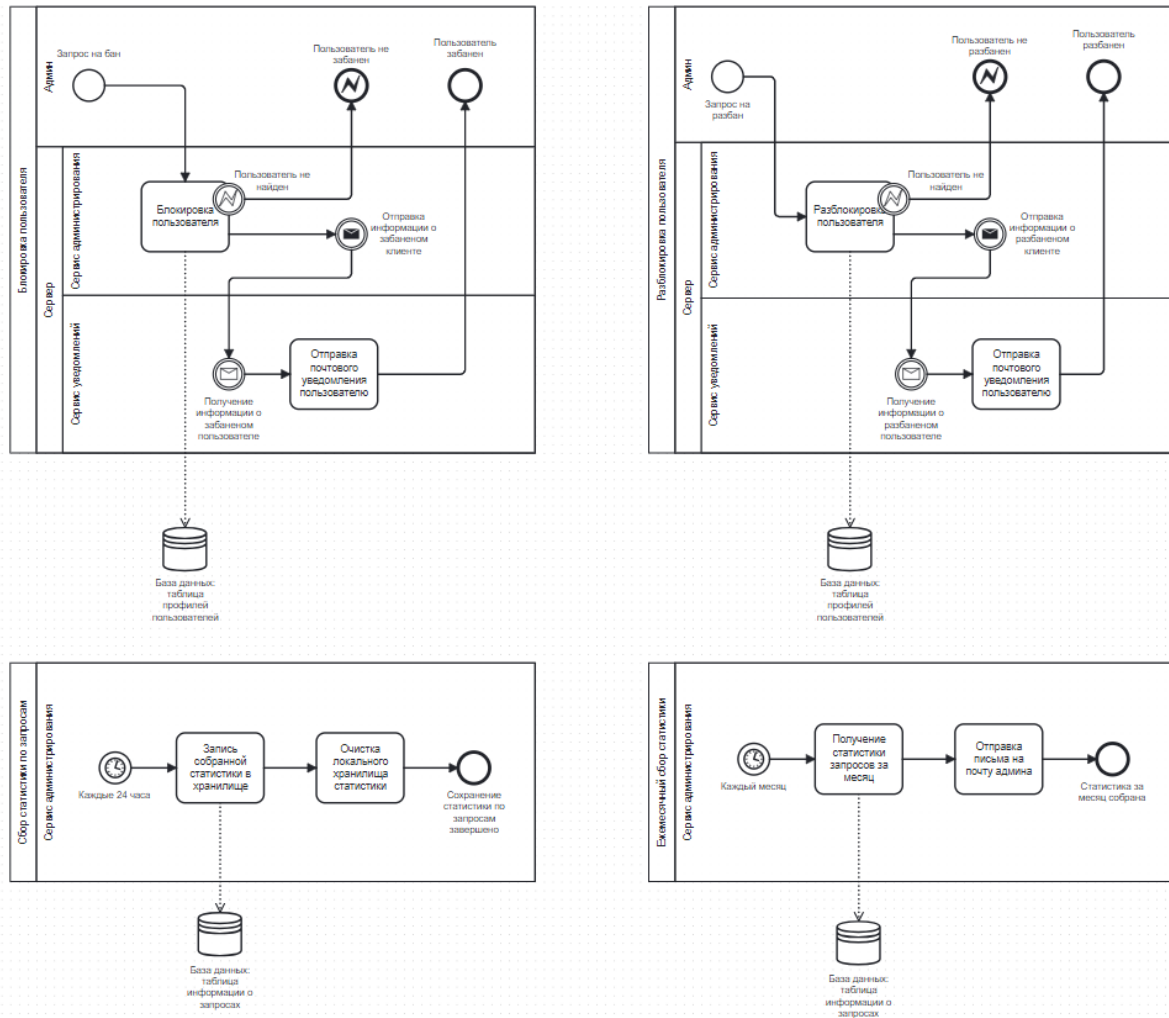 Блокировка пользователя
Админ
Запрос на бан
Пользователь не
забанен
Пользователь
забанен
Сервер
Сервис администрирования
Блокировка
пользователя
Пользователь не
найден
Отправка
информации о
забаненом
клиенте
Сервис уведомлений
Получение
информации о
забаненом
пользователе
Отправка
почтового
уведомления
пользователю
База данных:
таблица
профилей
пользователей
Разблокировка пользователя
Админ
Запрос на
разбан
Пользователь не
разбанен
Пользователь
разбанен
Сервер
Сервис администрирования
Разблокировка
пользователя
Пользователь не
найден
Отправка
информации о
разбаненом
клиенте
Сервис уведомлений
Получение
информации о
разбаненом
пользователе
Отправка
почтового
уведомления
пользователю
База данных:
таблица
профилей
пользователей
Сбор статистики по запросам
Сервис администрирования
Каждые 24 часа
Запись
собранной
статистики в
хранилище
Очистка
локального
хранилища
статистики
Сохранение
статистики по
запросам
завершено
База данных:
таблица
информации о
запросах
Ежемесячный сбор статистики
Сервис администрирования
Каждый месяц
Получение
статистики
запросов за
месяц
Отправка
письма на
почту админа
Статистика за
месяц собрана
База данных:
таблица
информации о
запросах